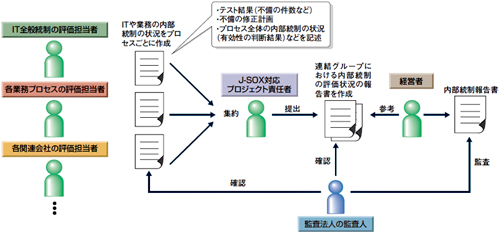 IT全般統制の評価担当者
各業務プロセスの評価担当者
各関連会社の評価担当者
ITや業務の内部
統制の状況をプロ
セスごとに作成
・テスト結果(不備の件数など)
・不備の修正計画
・プロセス全体の内部統制の状況
(有効性の判断結果)などを記述
集約
J-SOX対応
プロジェクト責任者
提出
連結グループに
おける内部統制の
評価状況の報
告書を作成
参考
経営者
内部統制報告書
確認
確認
監査
監査法人の監査人